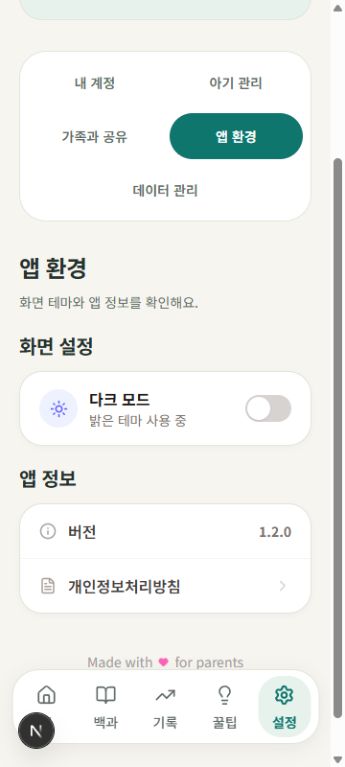 내 계정
아기 관리
가족과 공유
앱 환경
데이터 관리
앱 환경
화면 테마와 앱 정보를 확인해요.
화면 설정
다크 모드
밝은 테마 사용 중
앱 정보
버전
1.2.0
개인정보처리방침
Made with for parents
백과
기록
꿀팁
설정
N